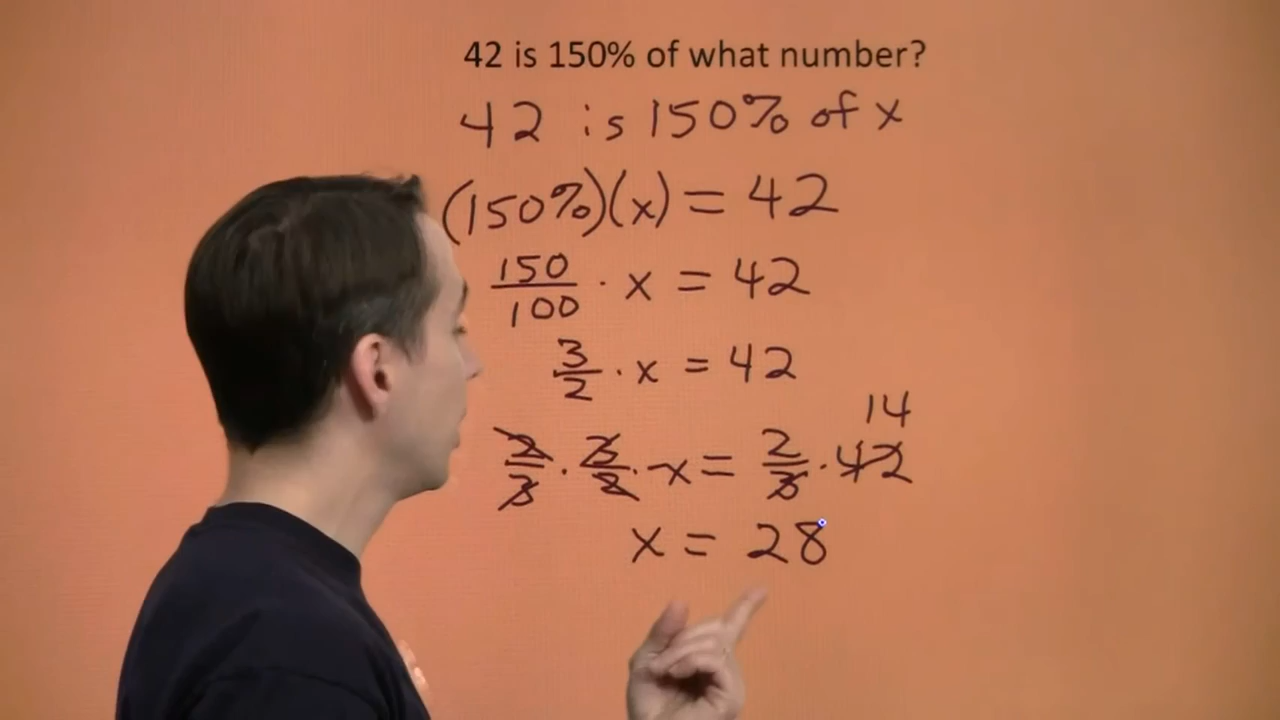 42 is 150% of what number?
42 is 150% of x
(150%)(x) = 42
150/100 · x = 42
3/2 · x = 42
14
2/3 · 3/2 · x = 2/3 · 42
x = 28